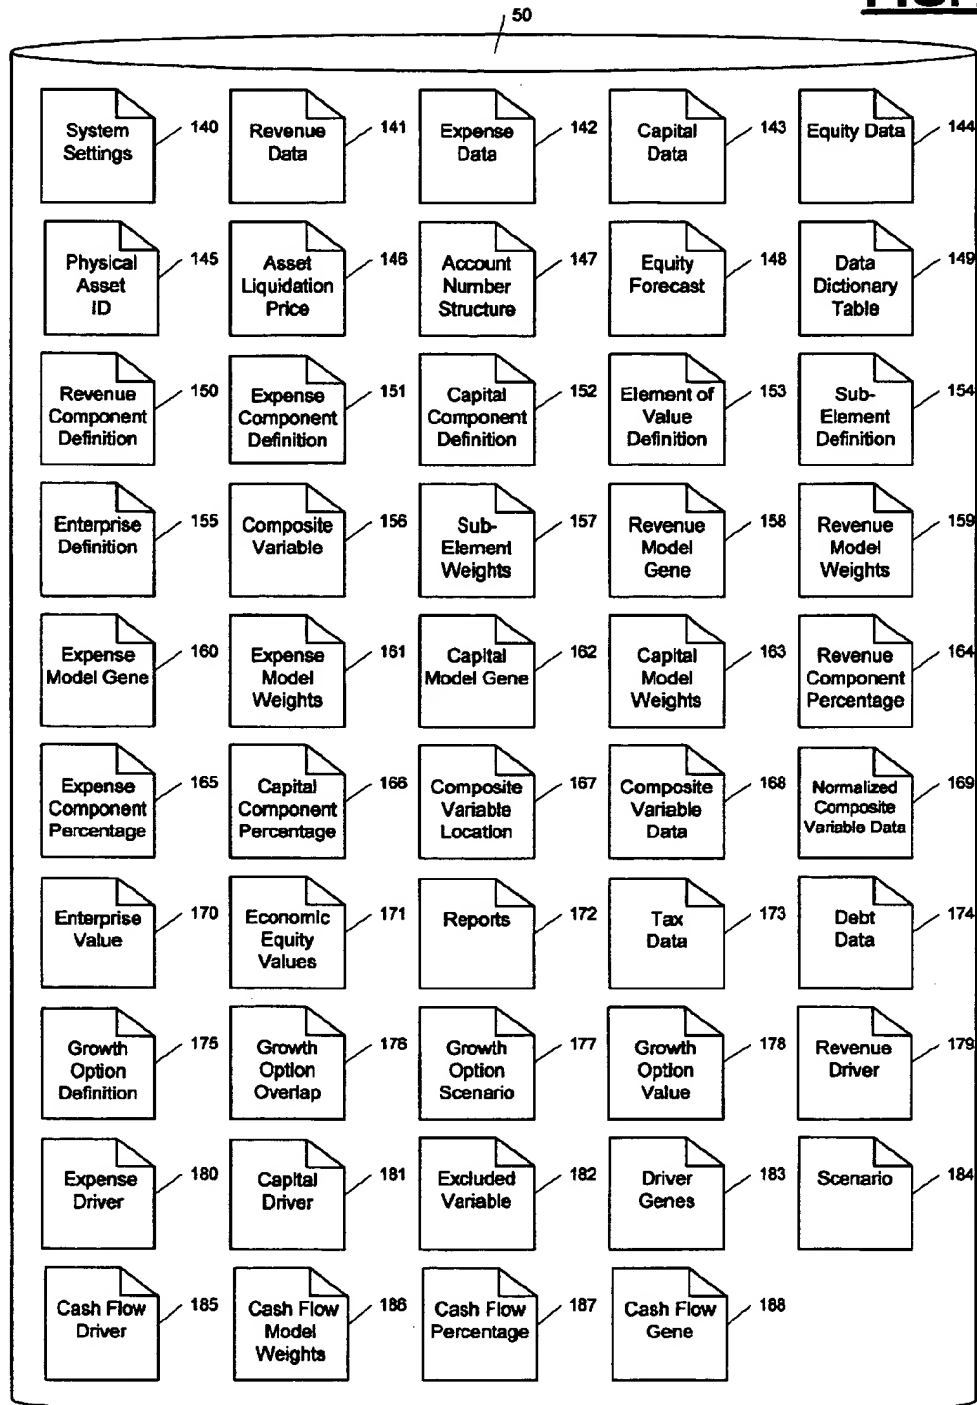 50
System
Settings
140
Revenue
Data
141
Expense
Data
142
Capital
Data
143
Equity Data
144
Physical
Asset
ID
145
Asset
Liquidation
Price
146
Account
Number
Structure
147
Equity
Forecast
148
Data
Dictionary
Table
149
Revenue
Component
Definition
150
Expense
Component
Definition
151
Capital
Component
Definition
152
Element of
Value
Definition
153
Sub-
Element
Definition
154
Enterprise
Definition
155
Composite
Variable
156
Sub-
Element
Weights
157
Revenue
Model
Gene
158
Revenue
Model
Weights
159
Expense
Model Gene
160
Expense
Model
Weights
161
Capital
Model Gene
162
Capital
Model
Weights
163
Revenue
Component
Percentage
164
Expense
Component
Percentage
165
Capital
Component
Percentage
166
Composite
Variable
Location
167
Composite
Variable
Data
168
Normalized
Composite
Variable Data
169
Enterprise
Value
170
Economic
Equity
Values
171
Reports
172
Tax
Data
173
Debt
Data
174
Growth
Option
Definition
175
Growth
Option
Overlap
176
Growth
Option
Scenario
177
Growth
Option
Value
178
Revenue
Driver
179
Expense
Driver
180
Capital
Driver
181
Excluded
Variable
182
Driver
Genes
183
Scenario
184
Cash Flow
Driver
185
Cash Flow
Model
Weights
186
Cash Flow
Percentage
187
Cash Flow
Gene
188